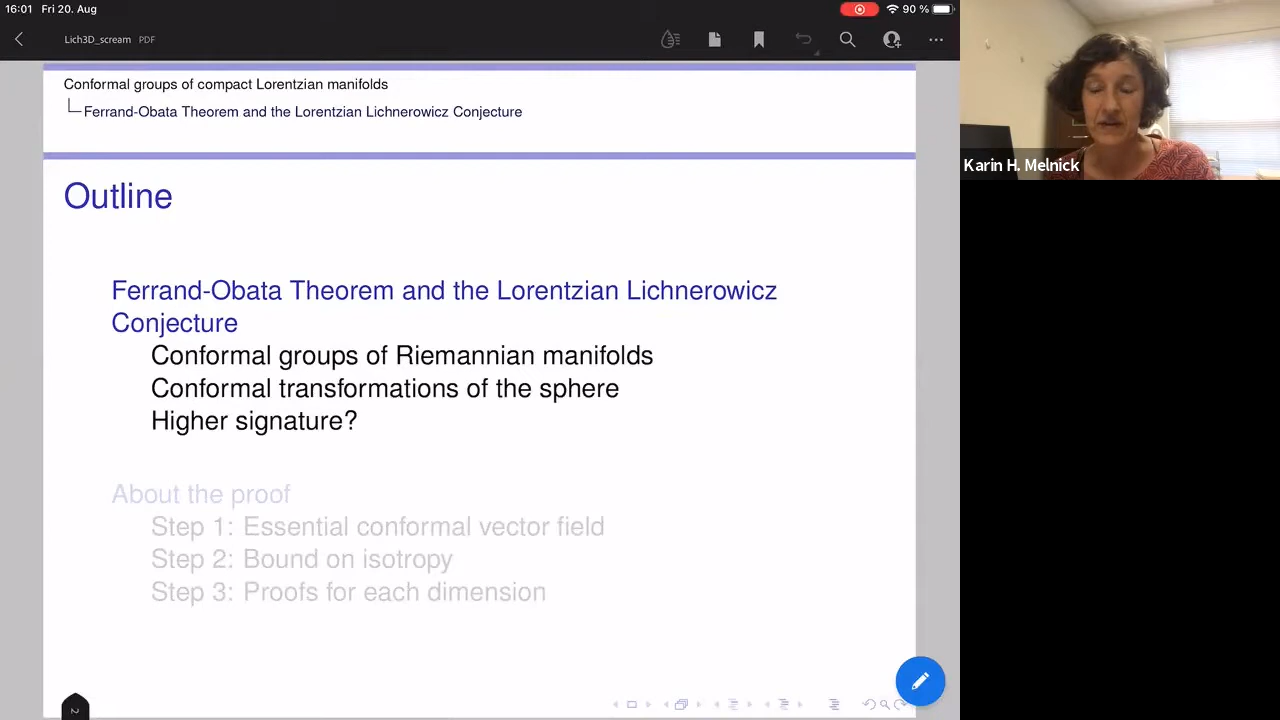 16:01 Fri 20. Aug
90 %
Lich3D_scream PDF
Conformal groups of compact Lorentzian manifolds
Ferrand-Obata Theorem and the Lorentzian Lichnerowicz Conjecture
Karin H. Melnick
Outline
Ferrand-Obata Theorem and the Lorentzian Lichnerowicz
Conjecture
Conformal groups of Riemannian manifolds
Conformal transformations of the sphere
Higher signature?
About the proof
Step 1: Essential conformal vector field
Step 2: Bound on isotropy
Step 3: Proofs for each dimension
2